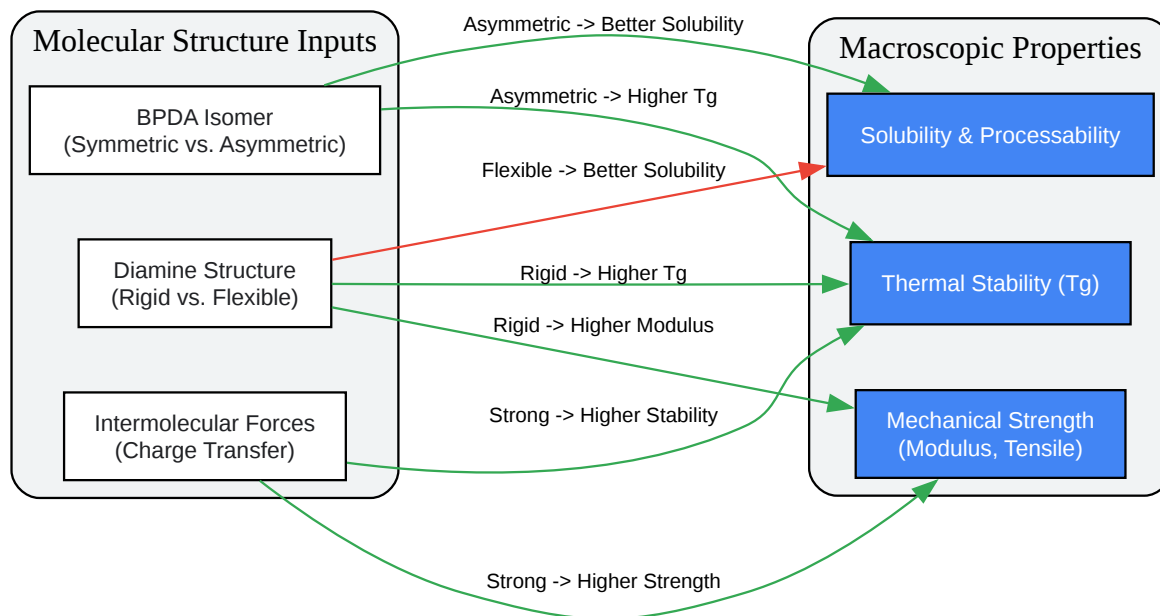 Molecular Structure Inputs
BPDA Isomer
(Symmetric vs. Asymmetric)
Diamine Structure
(Rigid vs. Flexible)
Intermolecular Forces
(Charge Transfer)
Asymmetric -> Better Solubility
Asymmetric -> Higher Tg
Flexible -> Better Solubility
Rigid -> Higher Tg
Rigid -> Higher Modulus
Strong -> Higher Stability
Strong -> Higher Strength
Macroscopic Properties
Solubility & Processability
Thermal Stability (Tg)
Mechanical Strength
(Modulus, Tensile)